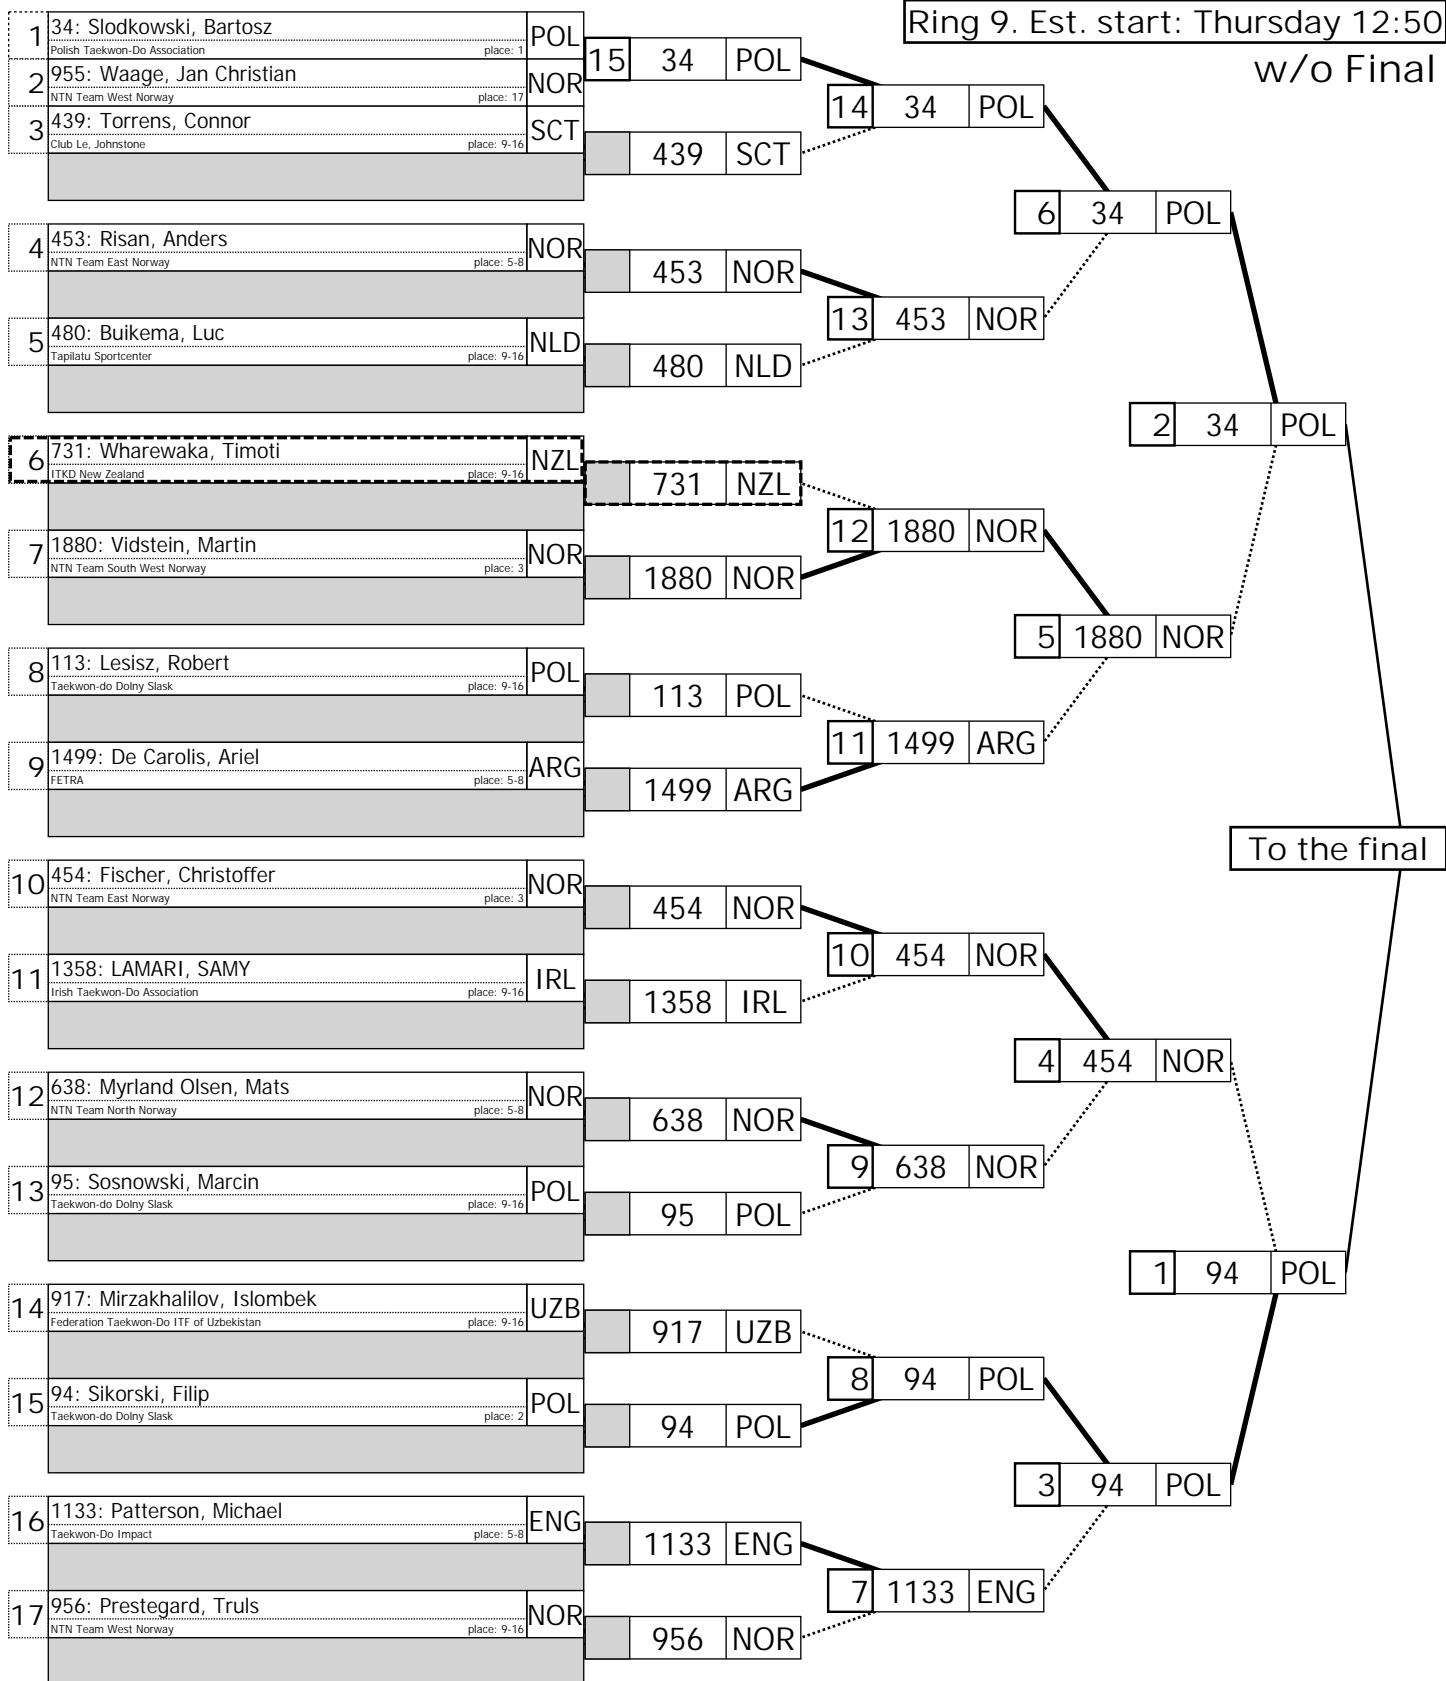 Ring 9. Est. start: Thursday 12:50
w/o Final
1 34: Slodkowski, Bartosz POL
Polish Taekwon-Do Association place: 1
2 955: Waage, Jan Christian NOR
NTN Team West Norway place: 17
3 439: Torrens, Connor SCT
Club Le, Johnstone place: 9-16
4 453: Risan, Anders NOR
NTN Team East Norway place: 5-8
5 480: Buikema, Luc NLD
Tapilatu Sportcenter place: 9-16
6 731: Wharewaka, Timoti NZL
ITKD New Zealand place: 9-16
7 1880: Vidstein, Martin NOR
NTN Team South West Norway place: 3
8 113: Lesisz, Robert POL
Taekwon-do Dolny Slask place: 9-16
9 1499: De Carolis, Ariel ARG
FETRA place: 5-8
10 454: Fischer, Christoffer NOR
NTN Team East Norway place: 3
11 1358: LAMARI, SAMY IRL
Irish Taekwon-Do Association place: 9-16
12 638: Myrland Olsen, Mats NOR
NTN Team North Norway place: 5-8
13 95: Sosnowski, Marcin POL
Taekwon-do Dolny Slask place: 9-16
14 917: Mirzakhalilov, Islombek UZB
Federation Taekwon-Do ITF of Uzbekistan place: 9-16
15 94: Sikorski, Filip POL
Taekwon-do Dolny Slask place: 2
16 1133: Patterson, Michael ENG
Taekwon-Do Impact place: 5-8
17 956: Prestegard, Truls NOR
NTN Team West Norway place: 9-16
15 34 POL
439 SCT
453 NOR
480 NLD
731 NZL
1880 NOR
113 POL
1499 ARG
454 NOR
1358 IRL
638 NOR
95 POL
917 UZB
94 POL
1133 ENG
956 NOR
14 34 POL
13 453 NOR
12 1880 NOR
11 1499 ARG
10 454 NOR
9 638 NOR
8 94 POL
7 1133 ENG
6 34 POL
5 1880 NOR
4 454 NOR
3 94 POL
2 34 POL
1 94 POL
To the final